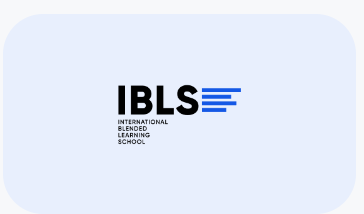 IBLS
INTERNATIONAL
BLENDED
LEARNING
SCHOOL